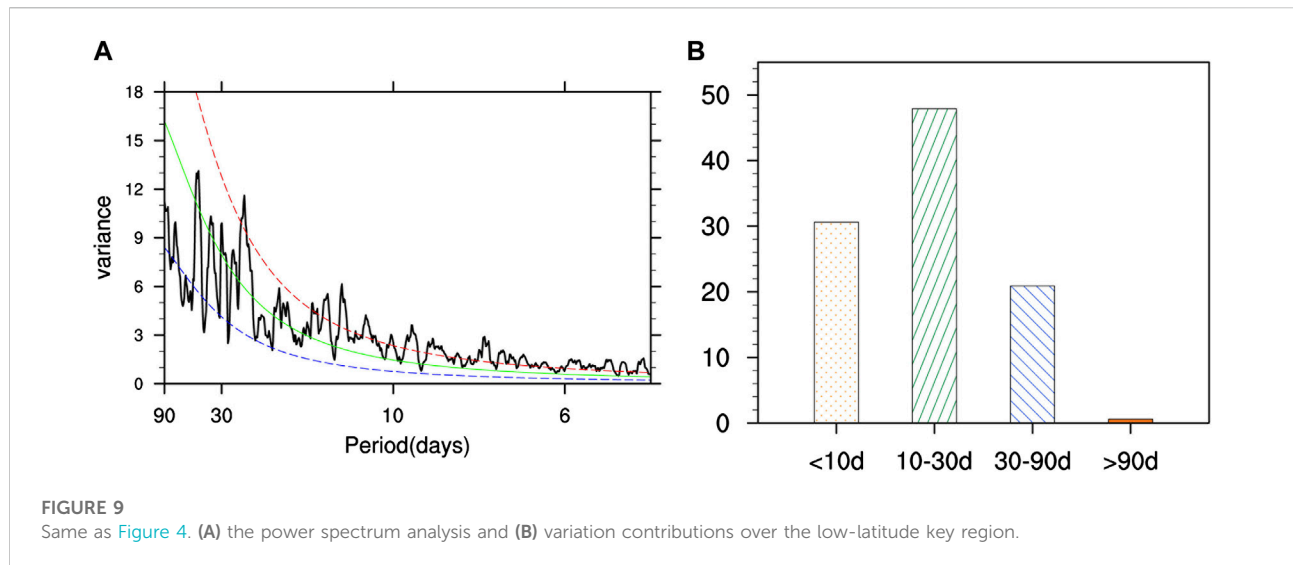 A
B
18
15
12
9
6
3
0
variance
90
30
10
6
Period(days)
50
40
30
20
10
0
<10d
10-30d
30-90d
>90d
FIGURE 9
Same as Figure 4. (A) the power spectrum analysis and (B) variation contributions over the low-latitude key region.